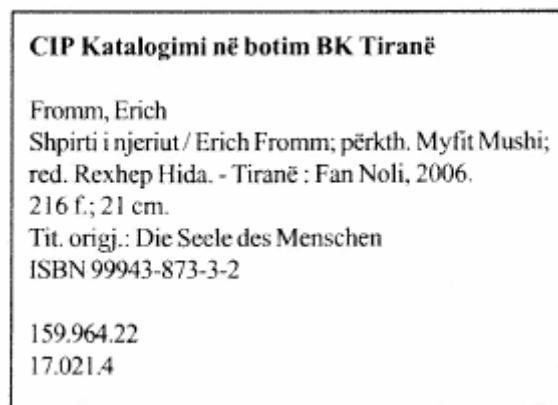 CIP Katalogimi në botim BK Tiranë
Fromm, Erich
Shpirti i njeriut / Erich Fromm; përkth. Myfit Mushi;
red. Rexhep Hida. - Tiranë : Fan Noli, 2006.
216 f.; 21 cm.
Tit. origj.: Die Seele des Menschen
ISBN 99943-873-3-2
159.964.22
17.021.4